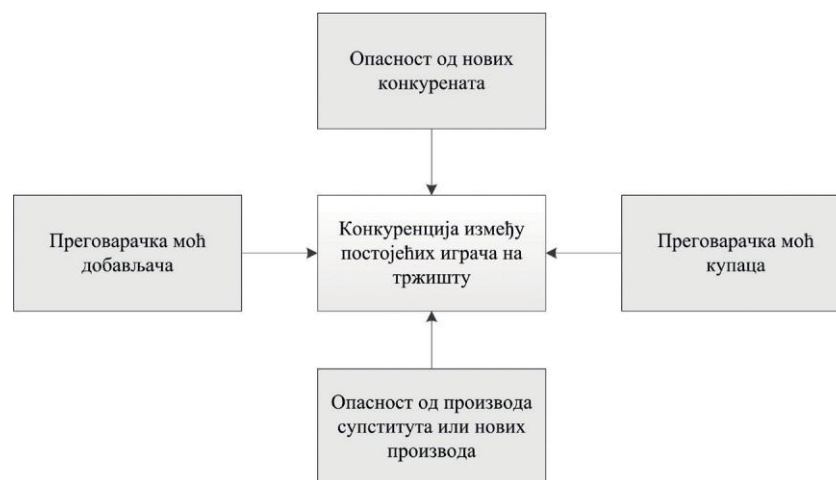 Опасност од нових
конкурената
Преговарачка моћ
добављача
Конкуренција између
постојећих играча на
тржишту
Преговарачка моћ
купаца
Опасност од производа
супститута или нових
производа